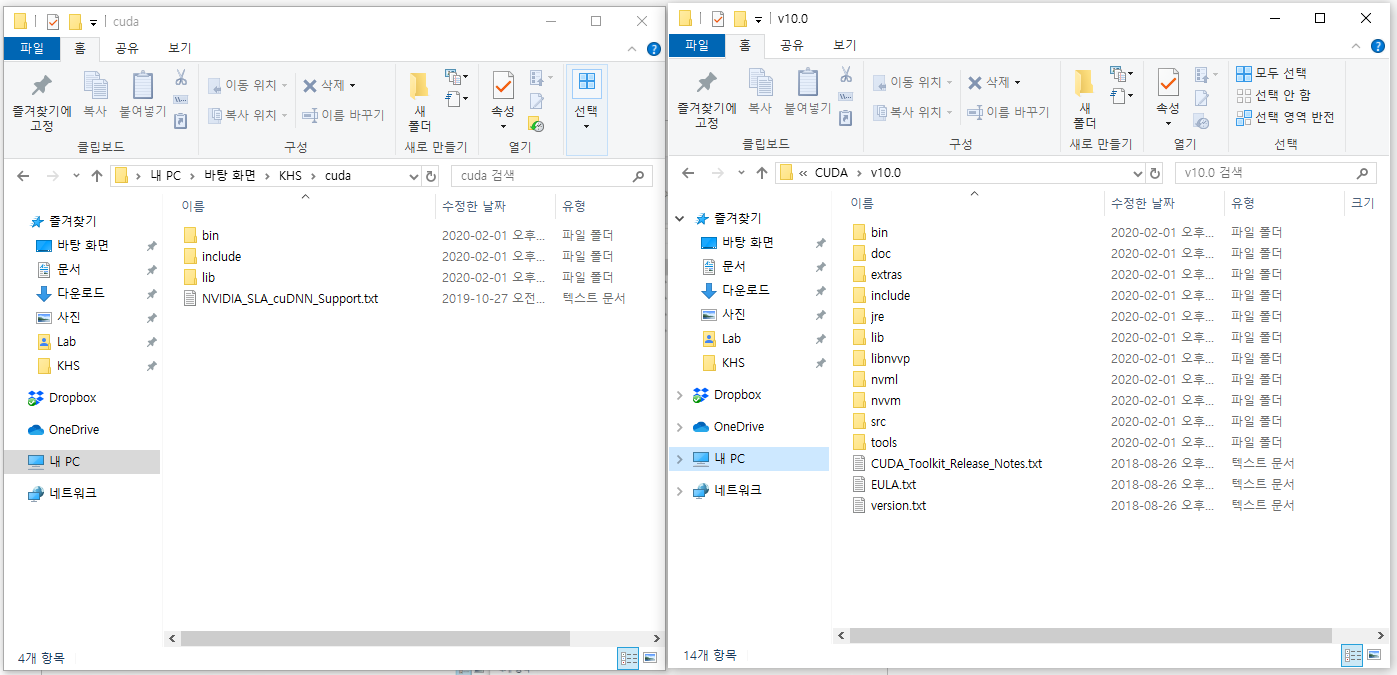 cuda
파일 홈 공유 보기
즐겨찾기에 고정
복사
붙여넣기
클립보드
이동 위치
복사 위치
삭제
이름 바꾸기
구성
새 폴더
새로 만들기
속성
열기
선택
내 PC > 바탕 화면 > KHS > cuda
cuda 검색
즐겨찾기
바탕 화면
문서
다운로드
사진
Lab
KHS
Dropbox
OneDrive
내 PC
네트워크
이름 수정한 날짜 유형
bin 2020-02-01 오후... 파일 폴더
include 2020-02-01 오후... 파일 폴더
lib 2020-02-01 오후... 파일 폴더
NVIDIA_SLA_cuDNN_Support.txt 2019-10-27 오전... 텍스트 문서
4개 항목
v10.0
파일 홈 공유 보기
즐겨찾기에 고정
복사
붙여넣기
클립보드
이동 위치
복사 위치
삭제
이름 바꾸기
구성
새 폴더
새로 만들기
속성
열기
모두 선택
선택 안 함
선택 영역 반전
선택
« CUDA > v10.0
v10.0 검색
즐겨찾기
바탕 화면
문서
다운로드
사진
Lab
KHS
Dropbox
OneDrive
내 PC
네트워크
이름 수정한 날짜 유형 크기
bin 2020-02-01 오후... 파일 폴더
doc 2020-02-01 오후... 파일 폴더
extras 2020-02-01 오후... 파일 폴더
include 2020-02-01 오후... 파일 폴더
jre 2020-02-01 오후... 파일 폴더
lib 2020-02-01 오후... 파일 폴더
libnvvp 2020-02-01 오후... 파일 폴더
nvml 2020-02-01 오후... 파일 폴더
nvvm 2020-02-01 오후... 파일 폴더
src 2020-02-01 오후... 파일 폴더
tools 2020-02-01 오후... 파일 폴더
CUDA_Toolkit_Release_Notes.txt 2018-08-26 오후... 텍스트 문서
EULA.txt 2018-08-26 오후... 텍스트 문서
version.txt 2018-08-26 오후... 텍스트 문서
14개 항목